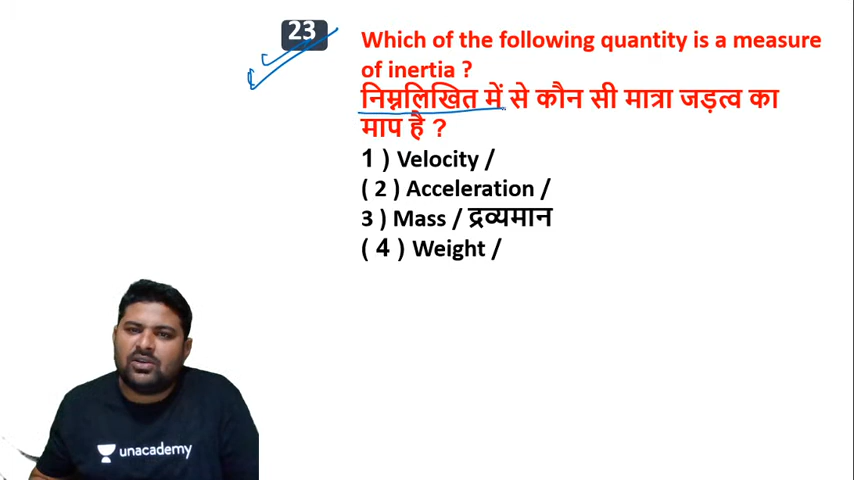 23
Which of the following quantity is a measure
of inertia ?
निम्नलिखित में से कौन सी मात्रा जड़त्व का
माप है ?
1 ) Velocity /
( 2 ) Acceleration /
3 ) Mass / द्रव्यमान
( 4 ) Weight /
unacademy